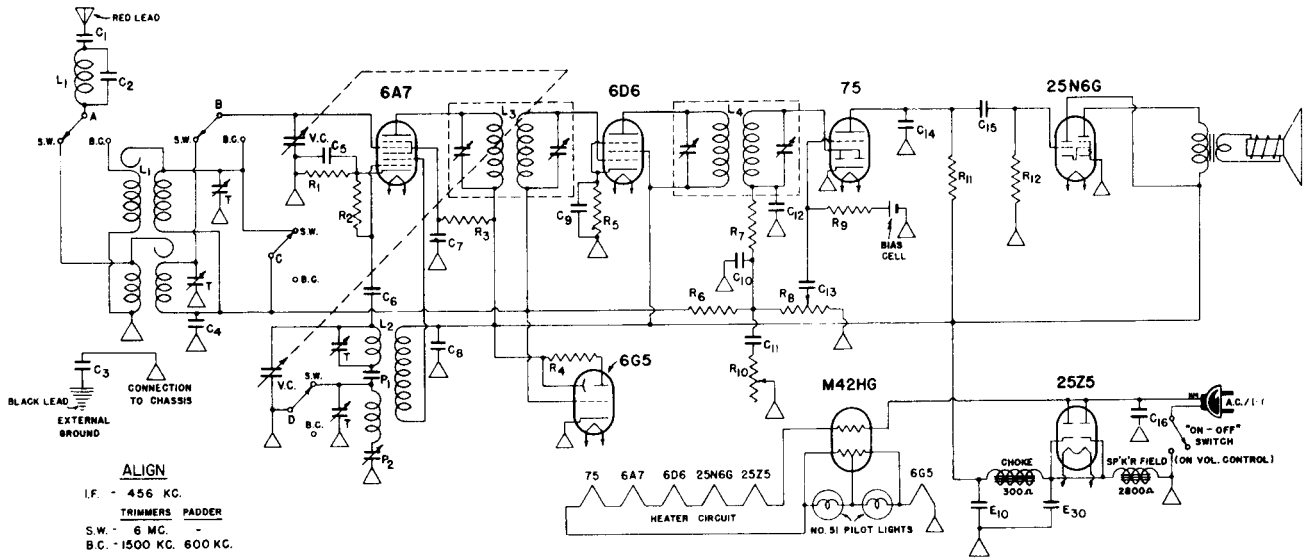 RED LEAD
C1
L1
C2
A
S.W.
B.C.
B
S.W.
B.C.
L1
T
T
C4
C3
CONNECTION
TO CHASSIS
BLACK LEAD
EXTERNAL
GROUND
C
S.W.
B.C.
6A7
V.C.
C5
R1
R2
C7
R3
C6
L2
T
P1
V.C.
S.W.
D
B.C.
T
P2
C8
L3
6D6
C9
R5
L4
R4
6G5
R7
C12
C10
R6
R8
C11
R10
75
C13
R9
BIAS
CELL
C14
R11
C15
R12
25N6G
M42HG
25Z5
C16
A.C./(-)
"ON-OFF"
SWITCH
(ON VOL. CONTROL)
CHOKE
300Ω
SP'K'R FIELD
2800Ω
E10
E30
75 6A7 6D6 25N6G 25Z5
HEATER CIRCUIT
NO. 51 PILOT LIGHTS
6G5
ALIGN
I.F. - 456 KC.
TRIMMERS PADDER
S.W. - 6 MC. -
B.C. - 1500 KC. 600 KC.